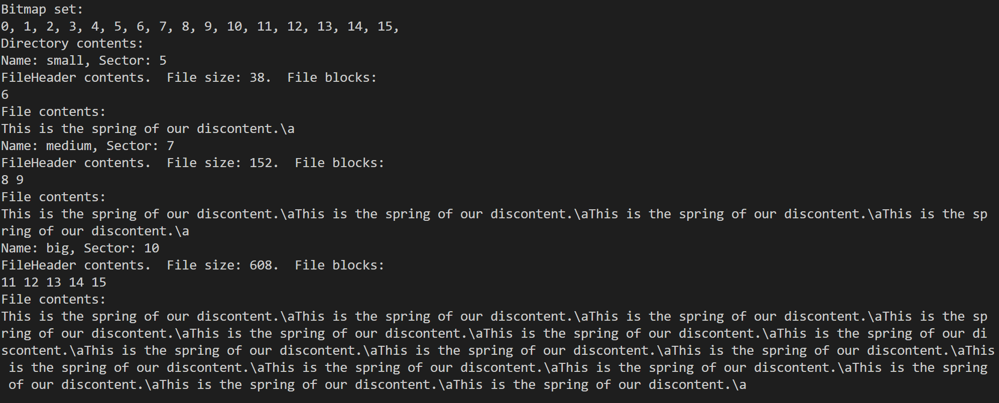 Bitmap set:
0, 1, 2, 3, 4, 5, 6, 7, 8, 9, 10, 11, 12, 13, 14, 15,
Directory contents:
Name: small, Sector: 5
FileHeader contents.  File size: 38.  File blocks:
6
File contents:
This is the spring of our discontent.\a
Name: medium, Sector: 7
FileHeader contents.  File size: 152.  File blocks:
8 9
File contents:
This is the spring of our discontent.\aThis is the spring of our discontent.\aThis is the spring of our discontent.\aThis is the sp
ring of our discontent.\a
Name: big, Sector: 10
FileHeader contents.  File size: 608.  File blocks:
11 12 13 14 15
File contents:
This is the spring of our discontent.\aThis is the spring of our discontent.\aThis is the spring of our discontent.\aThis is the sp
ring of our discontent.\aThis is the spring of our discontent.\aThis is the spring of our discontent.\aThis is the spring of our di
scontent.\aThis is the spring of our discontent.\aThis is the spring of our discontent.\aThis is the spring of our discontent.\aThis
 is the spring of our discontent.\aThis is the spring of our discontent.\aThis is the spring of our discontent.\aThis is the spring
 of our discontent.\aThis is the spring of our discontent.\aThis is the spring of our discontent.\a